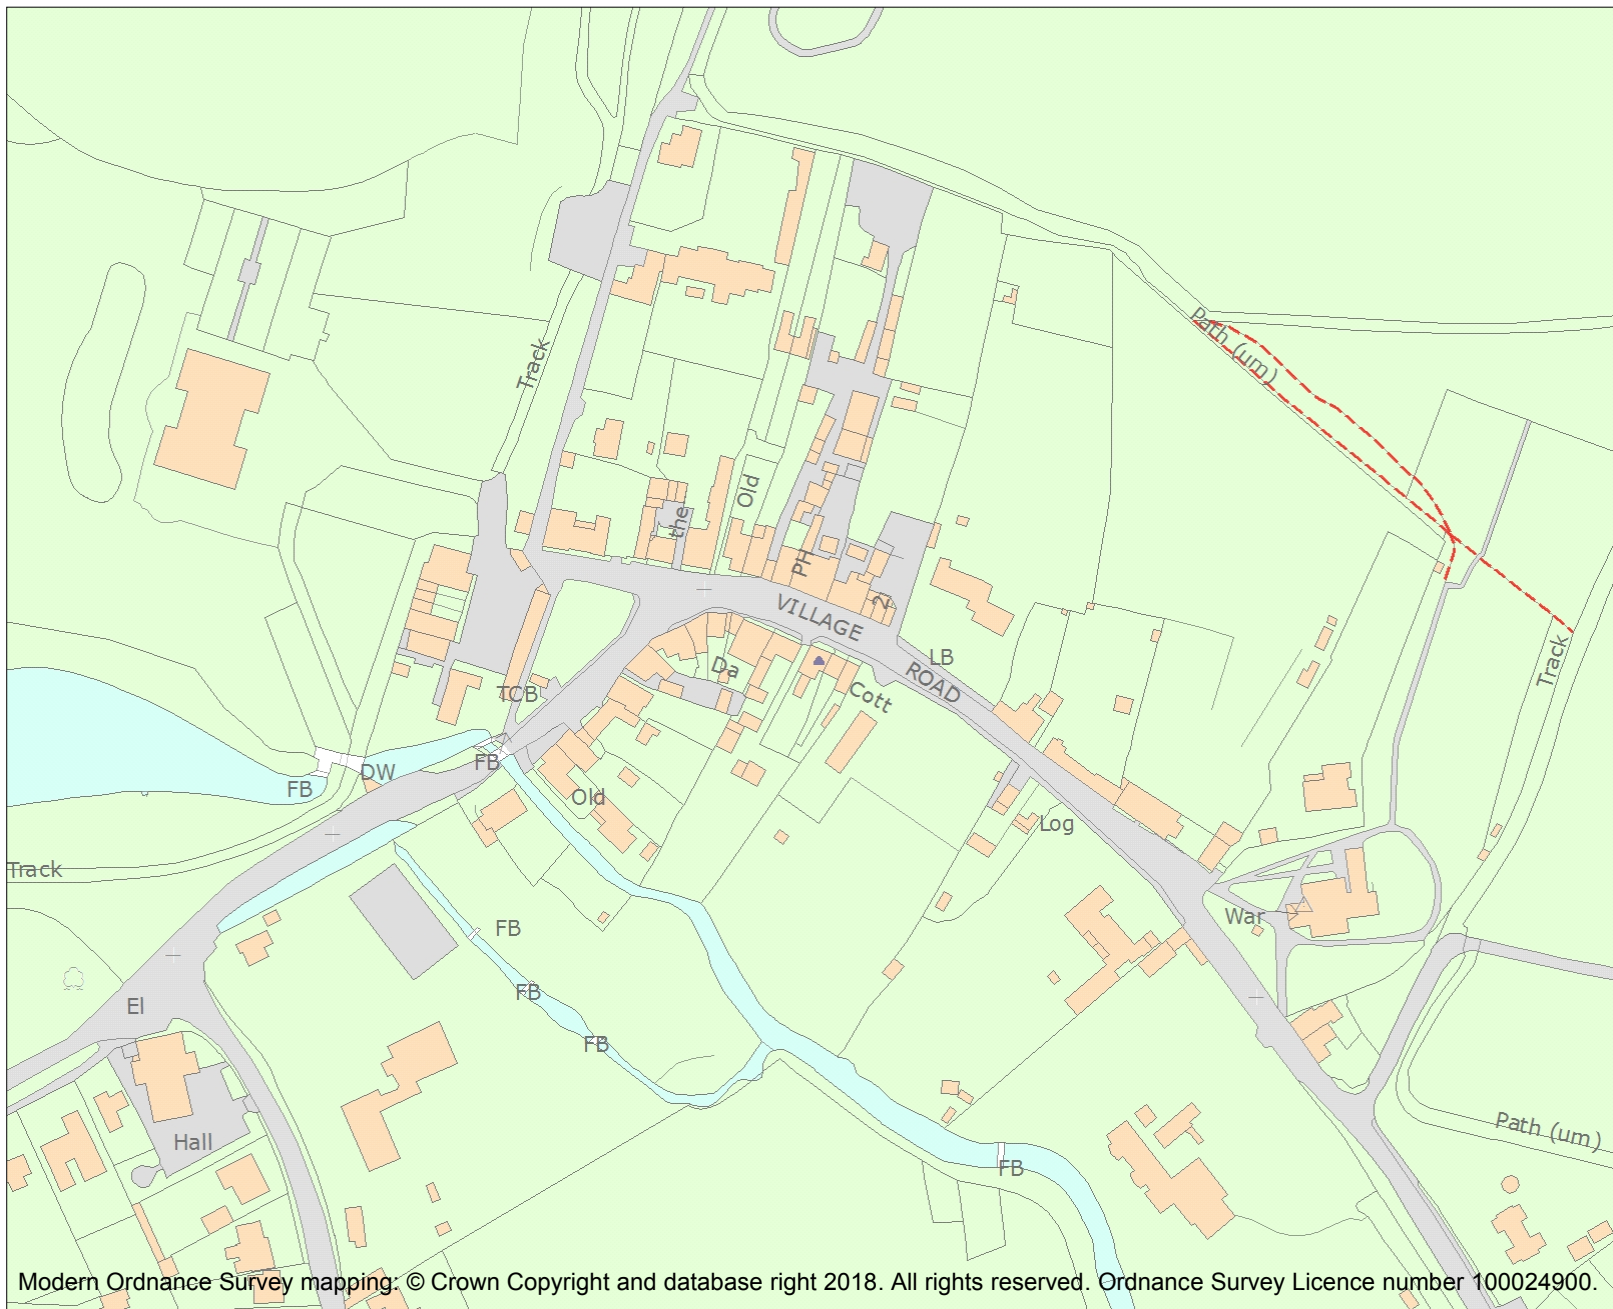 Path (um)
Track
Old
the
PH
2
VILLAGE
ROAD
LB
Track
Da
Cott
TCB
FB
DW
FB
Old
Log
Track
War
FB
FB
El
FB
Path (um)
Hall
FB
Modern Ordnance Survey mapping: © Crown Copyright and database right 2018. All rights reserved. Ordnance Survey Licence number 100024900.